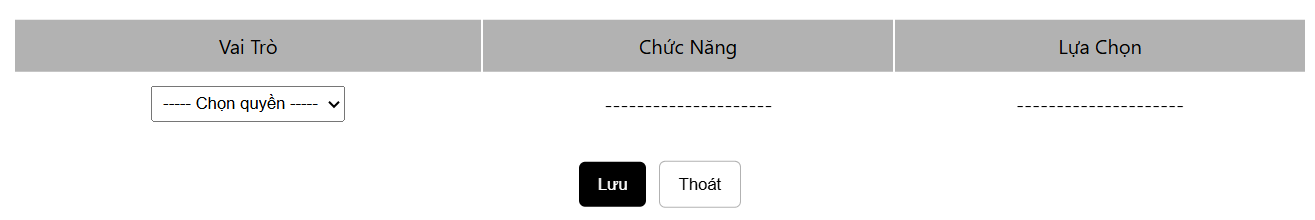 Vai Trò Chức Năng Lựa Chọn
----- Chọn quyền ----- --------------------- ---------------------
Lưu Thoát